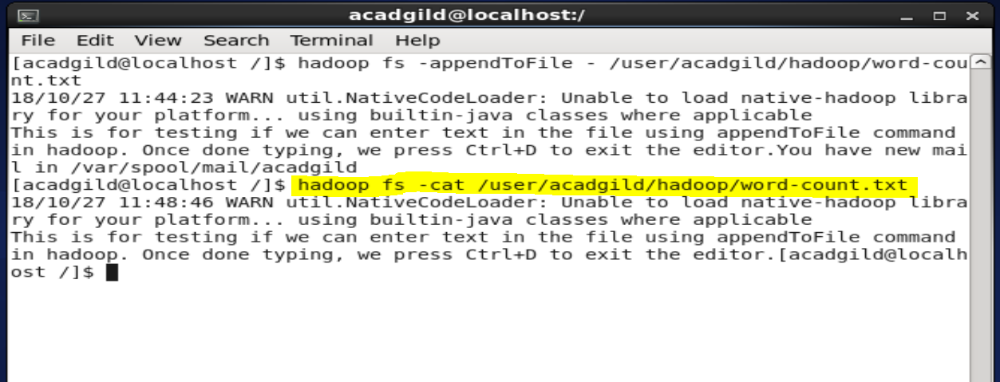 acadgild@localhost:/
File Edit View Search Terminal Help
[acadgild@localhost /]$ hadoop fs -appendToFile - /user/acadgild/hadoop/word-cou
nt.txt
18/10/27 11:44:23 WARN util.NativeCodeLoader: Unable to load native-hadoop libra
ry for your platform... using builtin-java classes where applicable
This is for testing if we can enter text in the file using appendToFile command
in hadoop. Once done typing, we press Ctrl+D to exit the editor.You have new mai
l in /var/spool/mail/acadgild
[acadgild@localhost /]$ hadoop fs -cat /user/acadgild/hadoop/word-count.txt
18/10/27 11:48:46 WARN util.NativeCodeLoader: Unable to load native-hadoop libra
ry for your platform... using builtin-java classes where applicable
This is for testing if we can enter text in the file using appendToFile command
in hadoop. Once done typing, we press Ctrl+D to exit the editor.[acadgild@localh
ost /]$